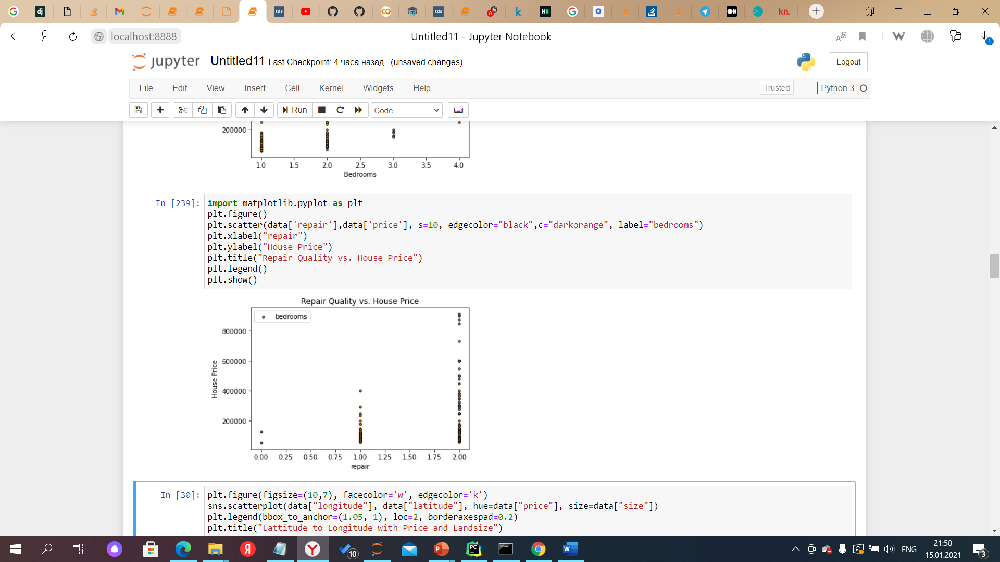 dj
tds
tds
k
H
kn.
localhost:8888
Untitled11 - Jupyter Notebook
1
jupyter Untitled11 Last Checkpoint: 4 часа назад (unsaved changes)
Logout
File Edit View Insert Cell Kernel Widgets Help
Trusted Python 3
Run Code
200000
1.0 1.5 2.0 2.5 3.0 3.5 4.0
Bedrooms
In [239]:
import matplotlib.pyplot as plt
plt.figure()
plt.scatter(data['repair'],data['price'], s=10, edgecolor="black",c="darkorange", label="bedrooms")
plt.xlabel("repair")
plt.ylabel("House Price")
plt.title("Repair Quality vs. House Price")
plt.legend()
plt.show()
Repair Quality vs. House Price
bedrooms
800000
600000
400000
200000
House Price
0.00 0.25 0.50 0.75 1.00 1.25 1.50 1.75 2.00
repair
In [30]:
plt.figure(figsize=(10,7), facecolor='w', edgecolor='k')
sns.scatterplot(data["longitude"], data["latitude"], hue=data["price"], size=data["size"])
plt.legend(bbox_to_anchor=(1.05, 1), loc=2, borderaxespad=0.2)
plt.title("Lattitude to Longitude with Price and Landsize")
10
ENG
21:58
15.01.2021
3